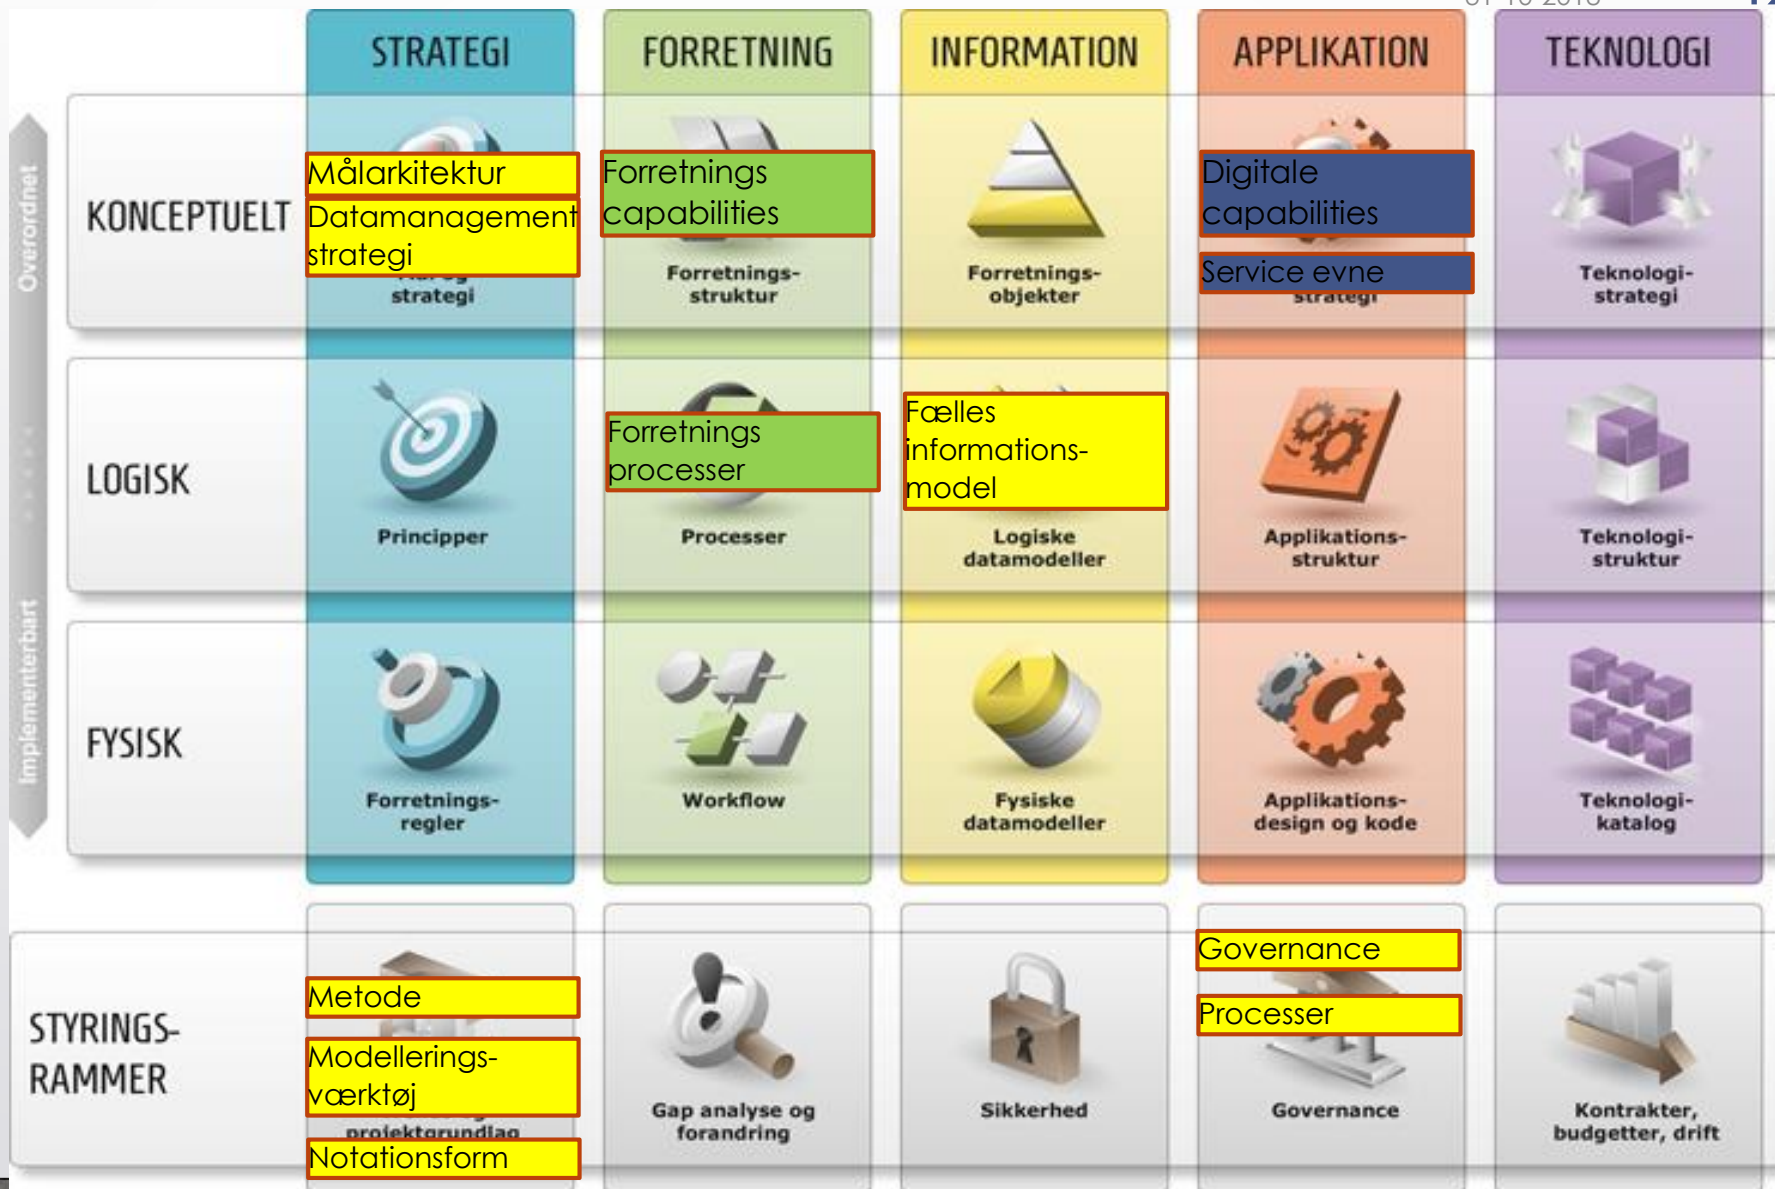 STRATEGI
FORRETNING
INFORMATION
APPLIKATION
TEKNOLOGI
Overordnet
KONCEPTUELT
Målarkitektur
Datamanagement
strategi
strategi
Forretnings
capabilities
Forretnings-
struktur
Forretnings-
objekter
Digitale
capabilities
Service evne
strategi
Teknologi-
strategi
LOGISK
Principper
Forretnings
processer
Processer
Fælles
informations-
model
Logiske
datamodeller
Applikations-
struktur
Teknologi-
struktur
Implementerbart
FYSISK
Forretnings-
regler
Workflow
Fysiske
datamodeller
Applikations-
design og kode
Teknologi-
katalog
STYRINGS-
RAMMER
Metode
Modellerings-
værktøj
projektgrundlag
Notationsform
Gap analyse og
forandring
Sikkerhed
Governance
Processer
Governance
Kontrakter,
budgetter, drift